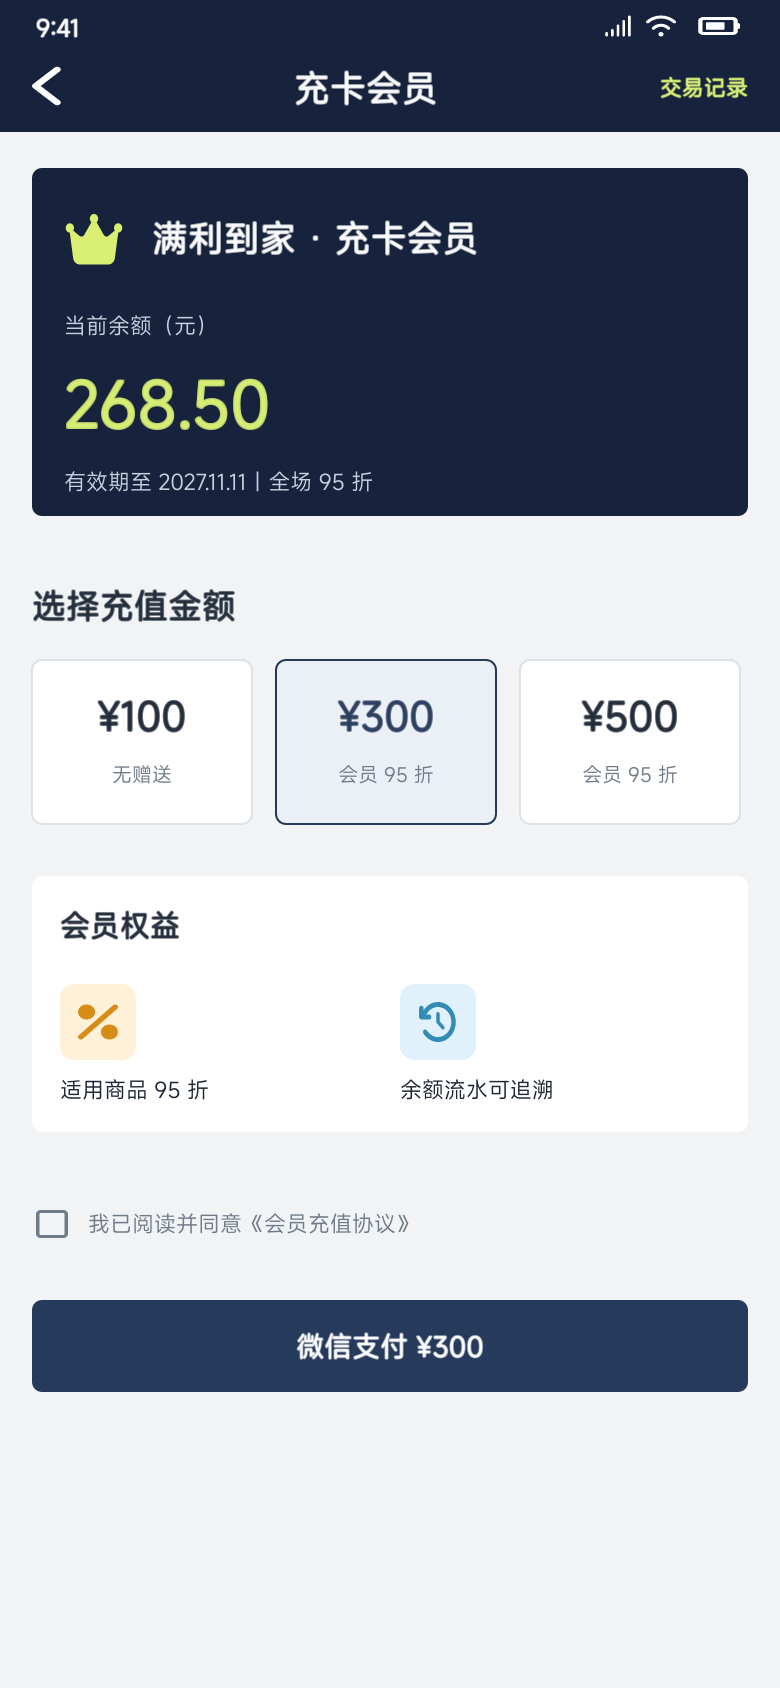 9:41
充卡会员
交易记录
满利到家 · 充卡会员
当前余额（元）
268.50
有效期至 2027.11.11 | 全场 95 折
选择充值金额
¥100
无赠送
¥300
会员 95 折
¥500
会员 95 折
会员权益
适用商品 95 折
余额流水可追溯
我已阅读并同意《会员充值协议》
微信支付 ¥300